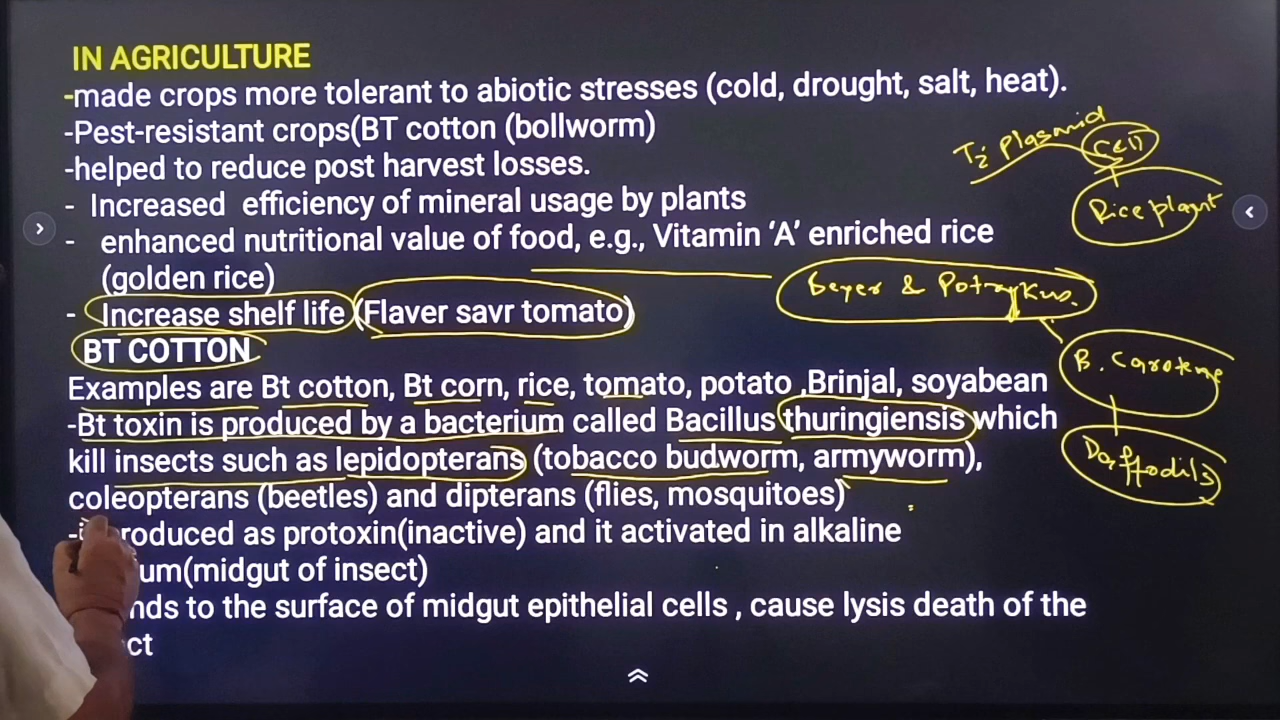 IN AGRICULTURE
-made crops more tolerant to abiotic stresses (cold, drought, salt, heat).
-Pest-resistant crops(BT cotton (bollworm)
-helped to reduce post harvest losses.
- Increased efficiency of mineral usage by plants
- enhanced nutritional value of food, e.g., Vitamin 'A' enriched rice
(golden rice)
- Increase shelf life (Flaver savr tomato)
BT COTTON
Examples are Bt cotton, Bt corn, rice, tomato, potato ,Brinjal, soyabean
-Bt toxin is produced by a bacterium called Bacillus thuringiensis which
kill insects such as lepidopterans (tobacco budworm, armyworm),
coleopterans (beetles) and dipterans (flies, mosquitoes)
as protoxin(inactive) and it activated in alkaline
(midgut of insect)
to the surface of midgut epithelial cells , cause lysis death of the
Ti Plasmid
Cell
Rice plant
Beyer & Potrykus.
B. Carotene
Daffodils